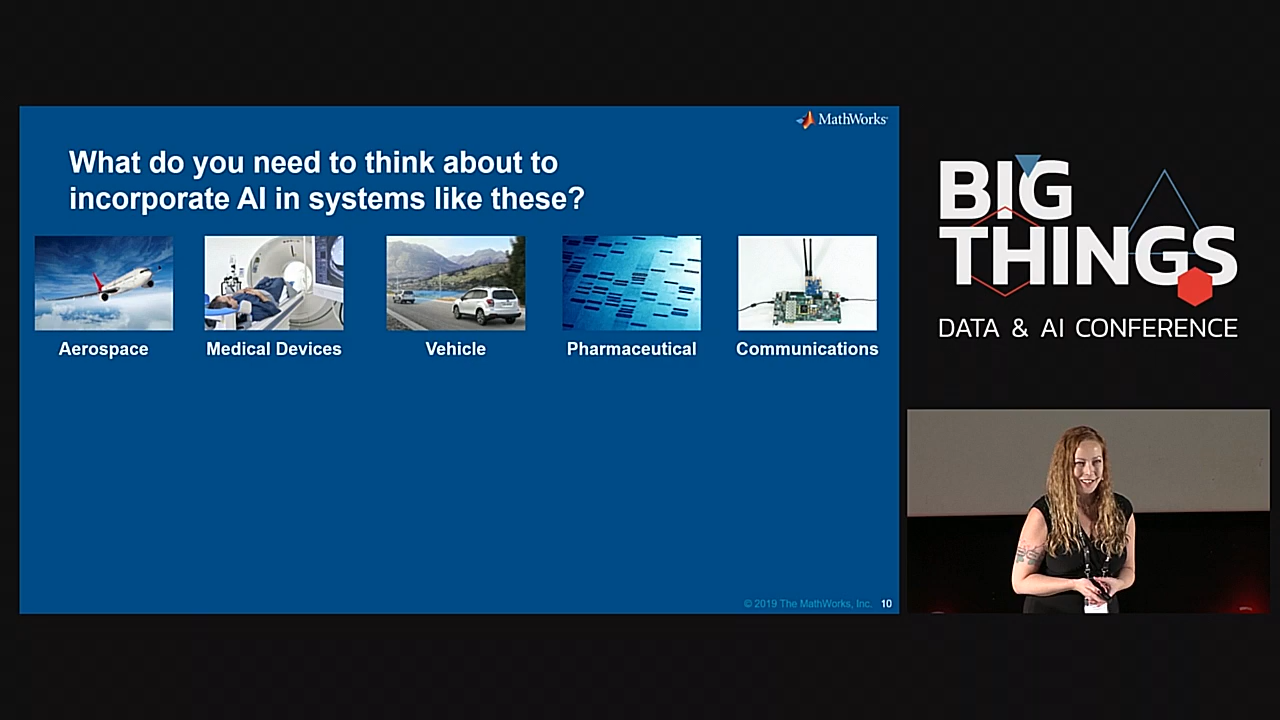 MathWorks
What do you need to think about to
incorporate AI in systems like these?
Aerospace
Medical Devices
Vehicle
Pharmaceutical
Communications
© 2019 The MathWorks, Inc. 10
BIG
THINGS
DATA & AI CONFERENCE